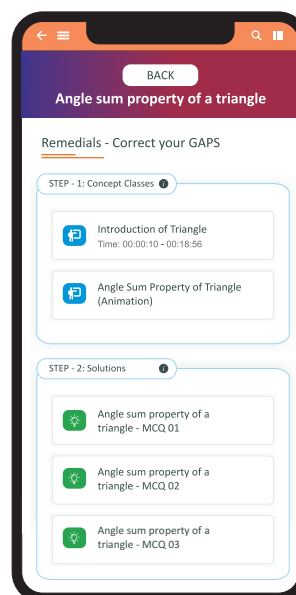 BACK
Angle sum property of a triangle
Remedials - Correct your GAPS
STEP - 1: Concept Classes i
Introduction of Triangle
Time: 00:00:10 - 00:18:56
Angle Sum Property of Triangle
(Animation)
STEP - 2: Solutions i
Angle sum property of a
triangle - MCQ 01
Angle sum property of a
triangle - MCQ 02
Angle sum property of a
triangle - MCQ 03